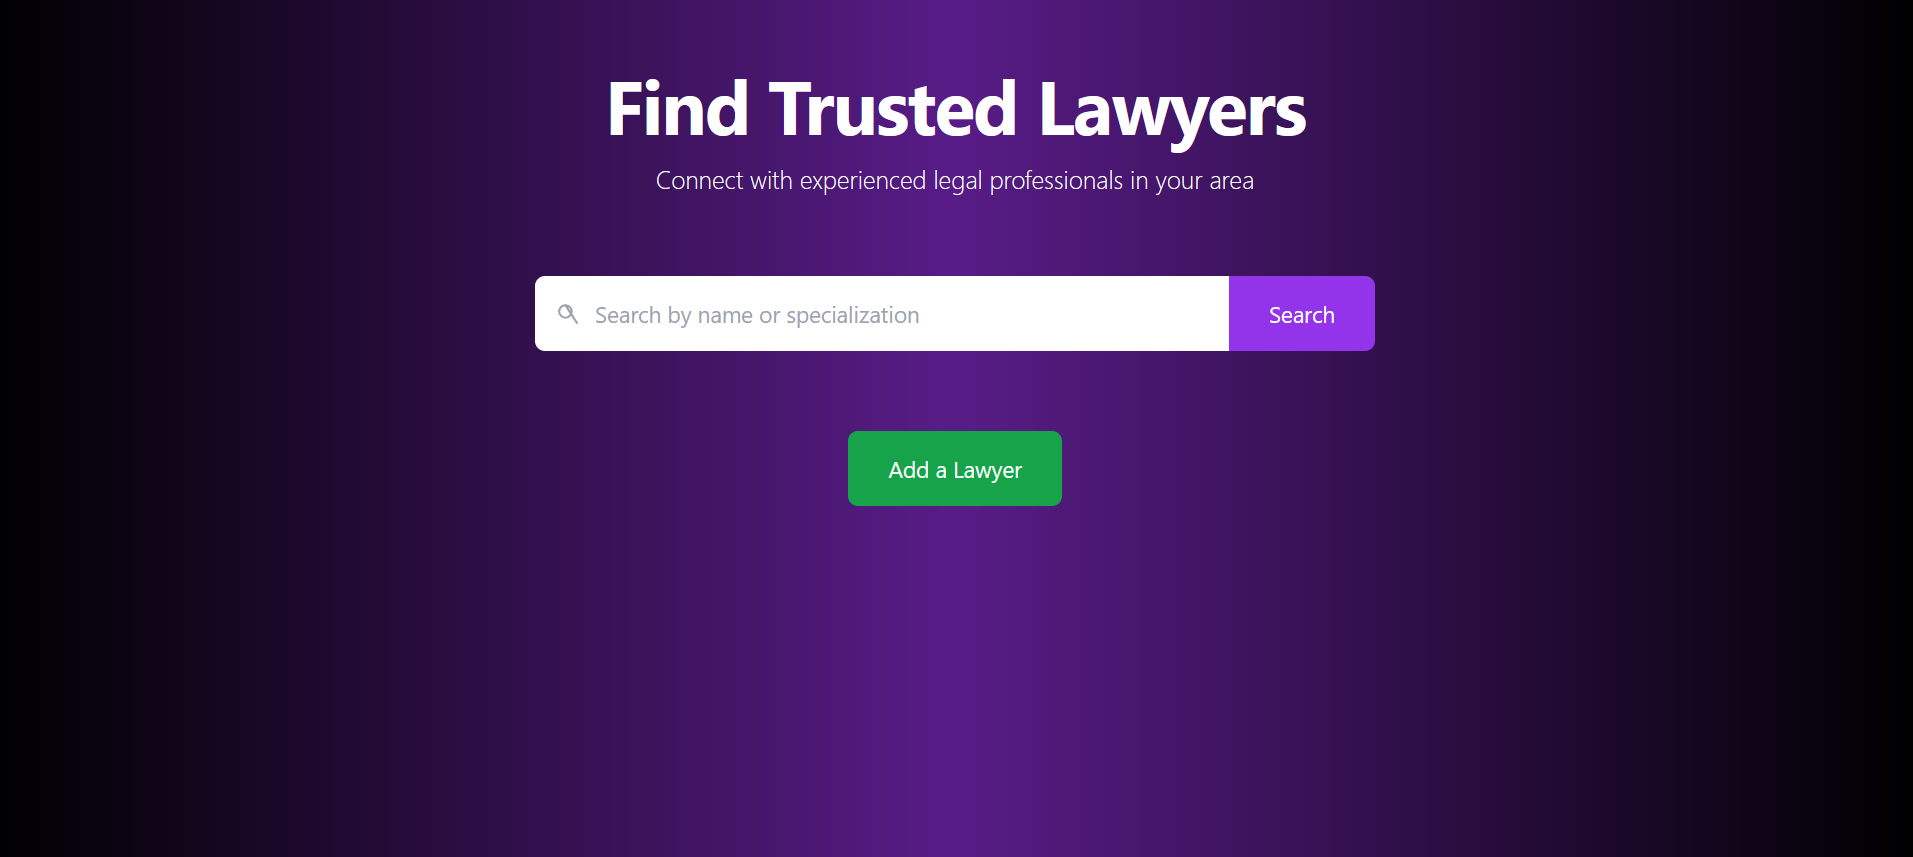 Find Trusted Lawyers
Connect with experienced legal professionals in your area
Search by name or specialization
Search
Add a Lawyer